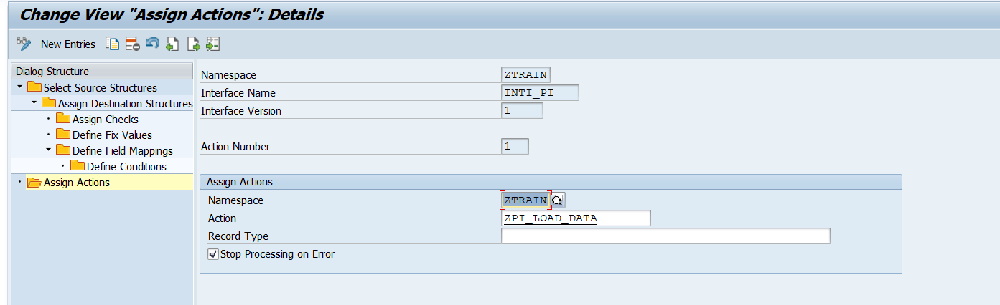 Change View "Assign Actions": Details
New Entries
Dialog Structure
Select Source Structures
Assign Destination Structures
Assign Checks
Define Fix Values
Define Field Mappings
Define Conditions
Assign Actions
Namespace ZTRAIN
Interface Name INTI_PI
Interface Version 1
Action Number 1
Assign Actions
Namespace ZTRAIN
Action ZPI_LOAD_DATA
Record Type
Stop Processing on Error